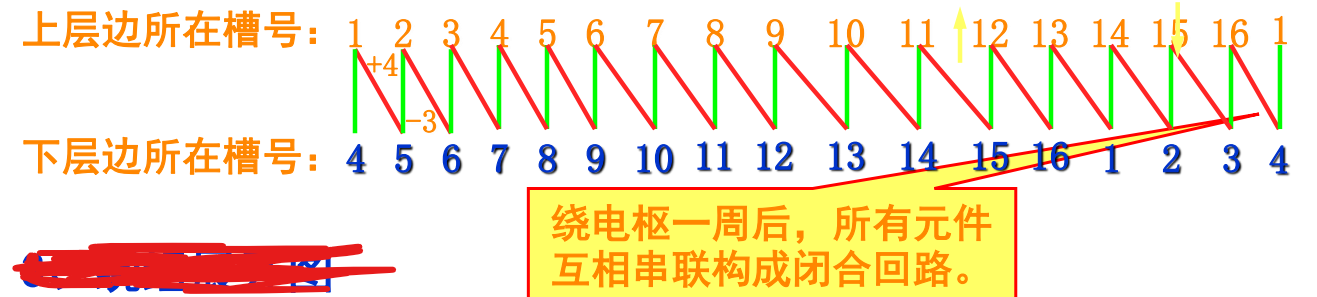 上层边所在槽号： 1 2 3 4 5 6 7 8 9 10 11 12 13 14 15 16 1
+4
-3
下层边所在槽号： 4 5 6 7 8 9 10 11 12 13 14 15 16 1 2 3 4
绕电枢一周后，所有元件
互相串联构成闭合回路。